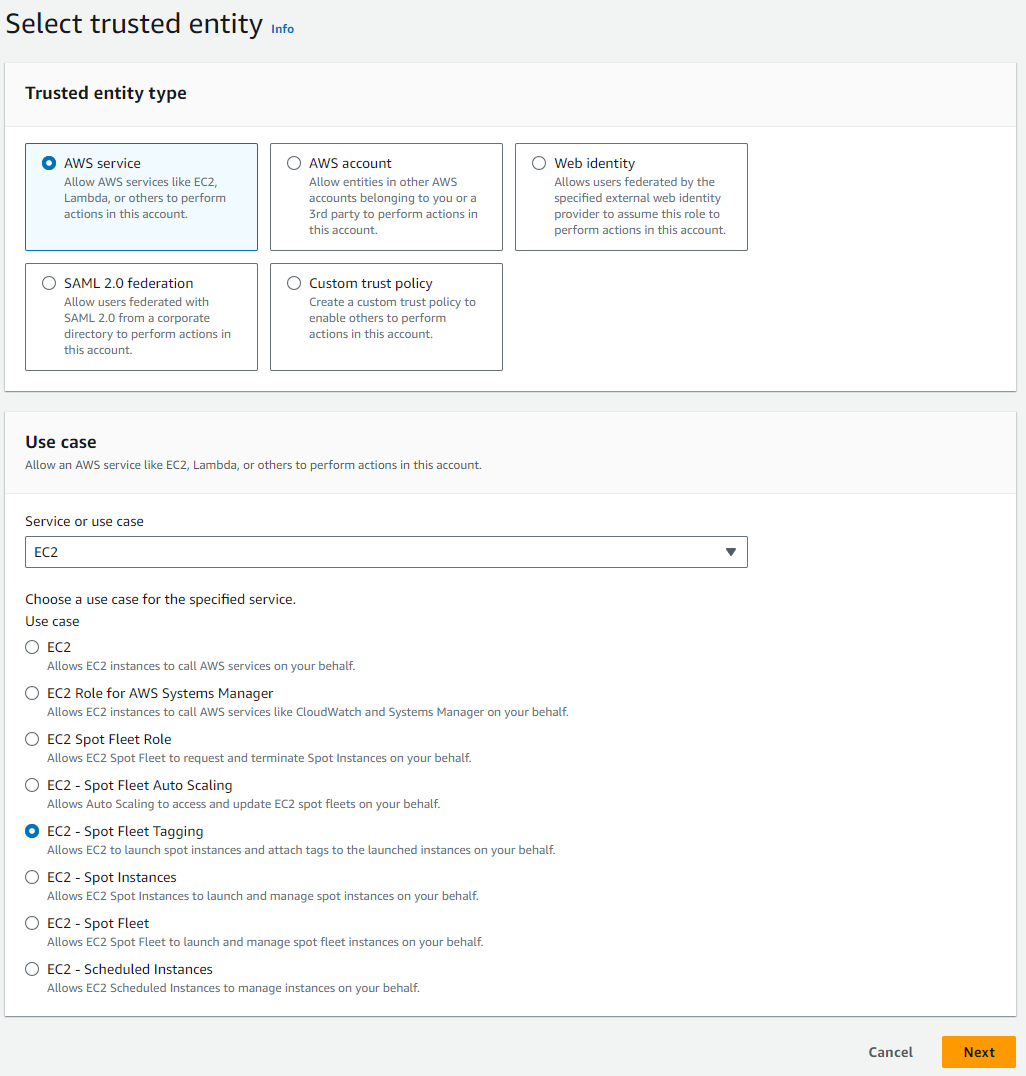 Select trusted entity Info
Trusted entity type
AWS service
Allow AWS services like EC2,
Lambda, or others to perform
actions in this account.
AWS account
Allow entities in other AWS
accounts belonging to you or a
3rd party to perform actions in
this account.
Web identity
Allows users federated by the
specified external web identity
provider to assume this role to
perform actions in this account.
SAML 2.0 federation
Allow users federated with
SAML 2.0 from a corporate
directory to perform actions in
this account.
Custom trust policy
Create a custom trust policy to
enable others to perform
actions in this account.
Use case
Allow an AWS service like EC2, Lambda, or others to perform actions in this account.
Service or use case
EC2
Choose a use case for the specified service.
Use case
EC2
Allows EC2 instances to call AWS services on your behalf.
EC2 Role for AWS Systems Manager
Allows EC2 instances to call AWS services like CloudWatch and Systems Manager on your behalf.
EC2 Spot Fleet Role
Allows EC2 Spot Fleet to request and terminate Spot Instances on your behalf.
EC2 - Spot Fleet Auto Scaling
Allows Auto Scaling to access and update EC2 spot fleets on your behalf.
EC2 - Spot Fleet Tagging
Allows EC2 to launch spot instances and attach tags to the launched instances on your behalf.
EC2 - Spot Instances
Allows EC2 Spot Instances to launch and manage spot instances on your behalf.
EC2 - Spot Fleet
Allows EC2 Spot Fleet to launch and manage spot fleet instances on your behalf.
EC2 - Scheduled Instances
Allows EC2 Scheduled Instances to manage instances on your behalf.
Cancel Next